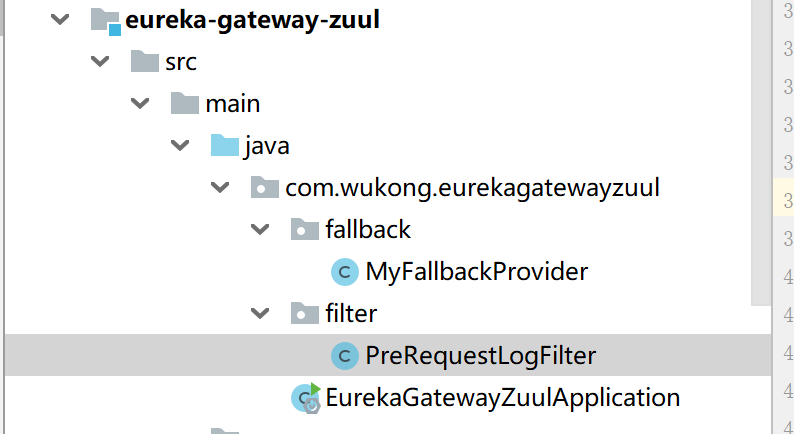 eureka-gateway-zuul
src
main
java
com.wukong.eurekagatewayzuul
fallback
MyFallbackProvider
filter
PreRequestLogFilter
EurekaGatewayZuulApplication